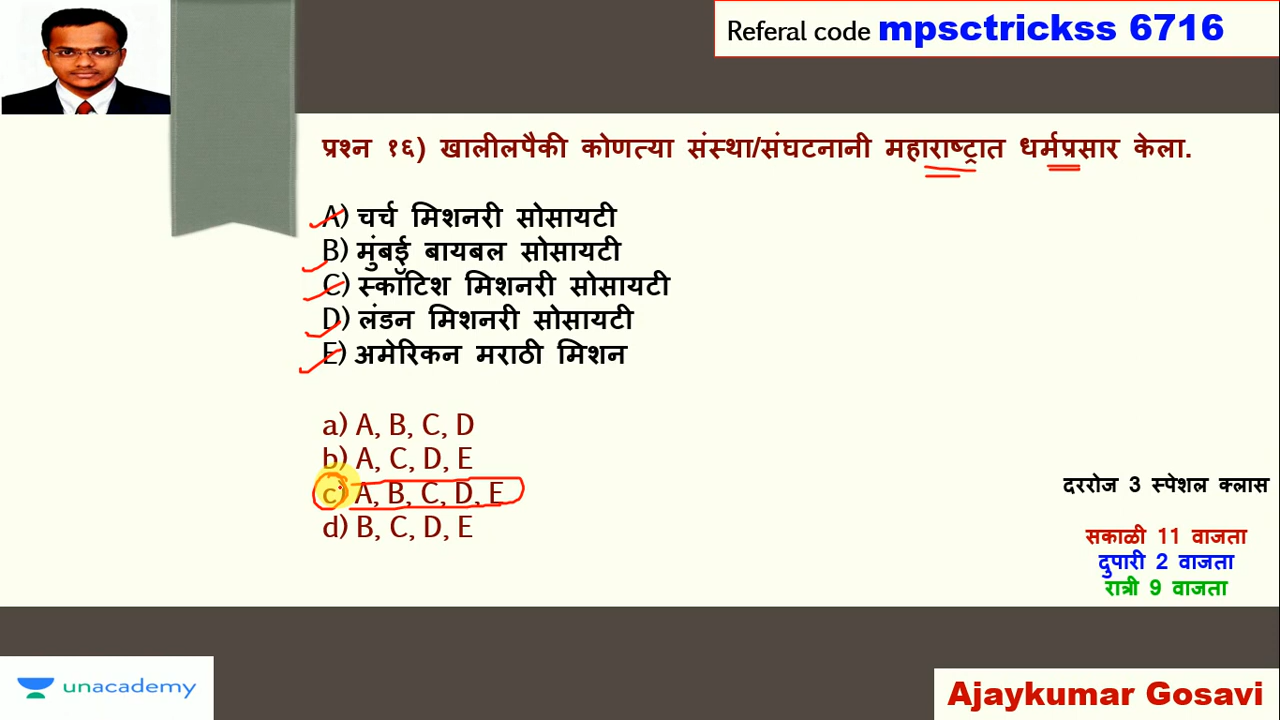 Referal code mpsctrickss 6716
प्रश्न १६) खालीलपैकी कोणत्या संस्था/संघटनानी महाराष्ट्रात धर्मप्रसार केला.
A) चर्च मिशनरी सोसायटी
B) मुंबई बायबल सोसायटी
C) स्कॉटिश मिशनरी सोसायटी
D) लंडन मिशनरी सोसायटी
E) अमेरिकन मराठी मिशन
a) A, B, C, D
b) A, C, D, E
c) A, B, C, D, E
d) B, C, D, E
दररोज 3 स्पेशल क्लास
सकाळी 11 वाजता
दुपारी 2 वाजता
रात्री 9 वाजता
unacademy
Ajaykumar Gosavi